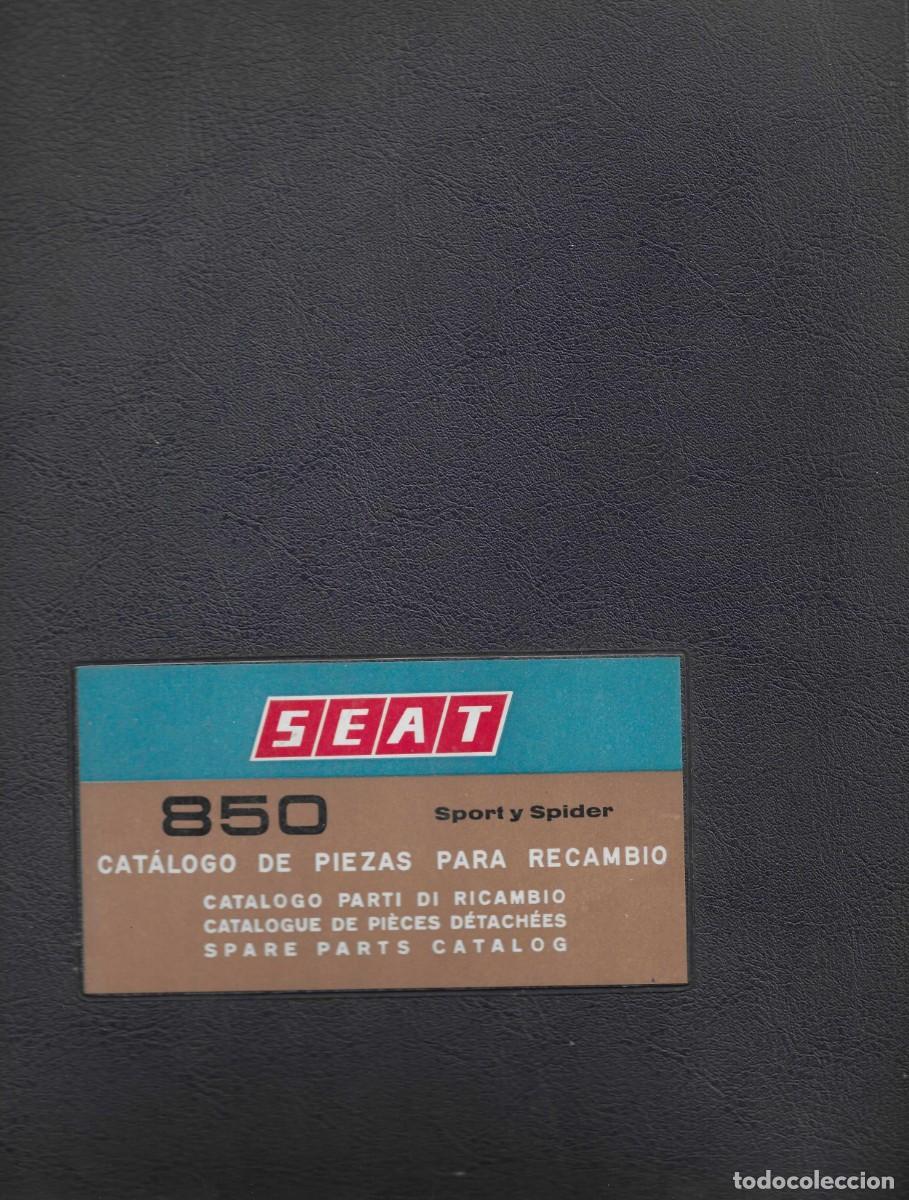 SEAT
850 Sport y Spider
CATÁLOGO DE PIEZAS PARA RECAMBIO
CATALOGO PARTI DI RICAMBIO
CATALOGUE DE PIÈCES DÉTACHÉES
SPARE PARTS CATALOG
todocoleccion